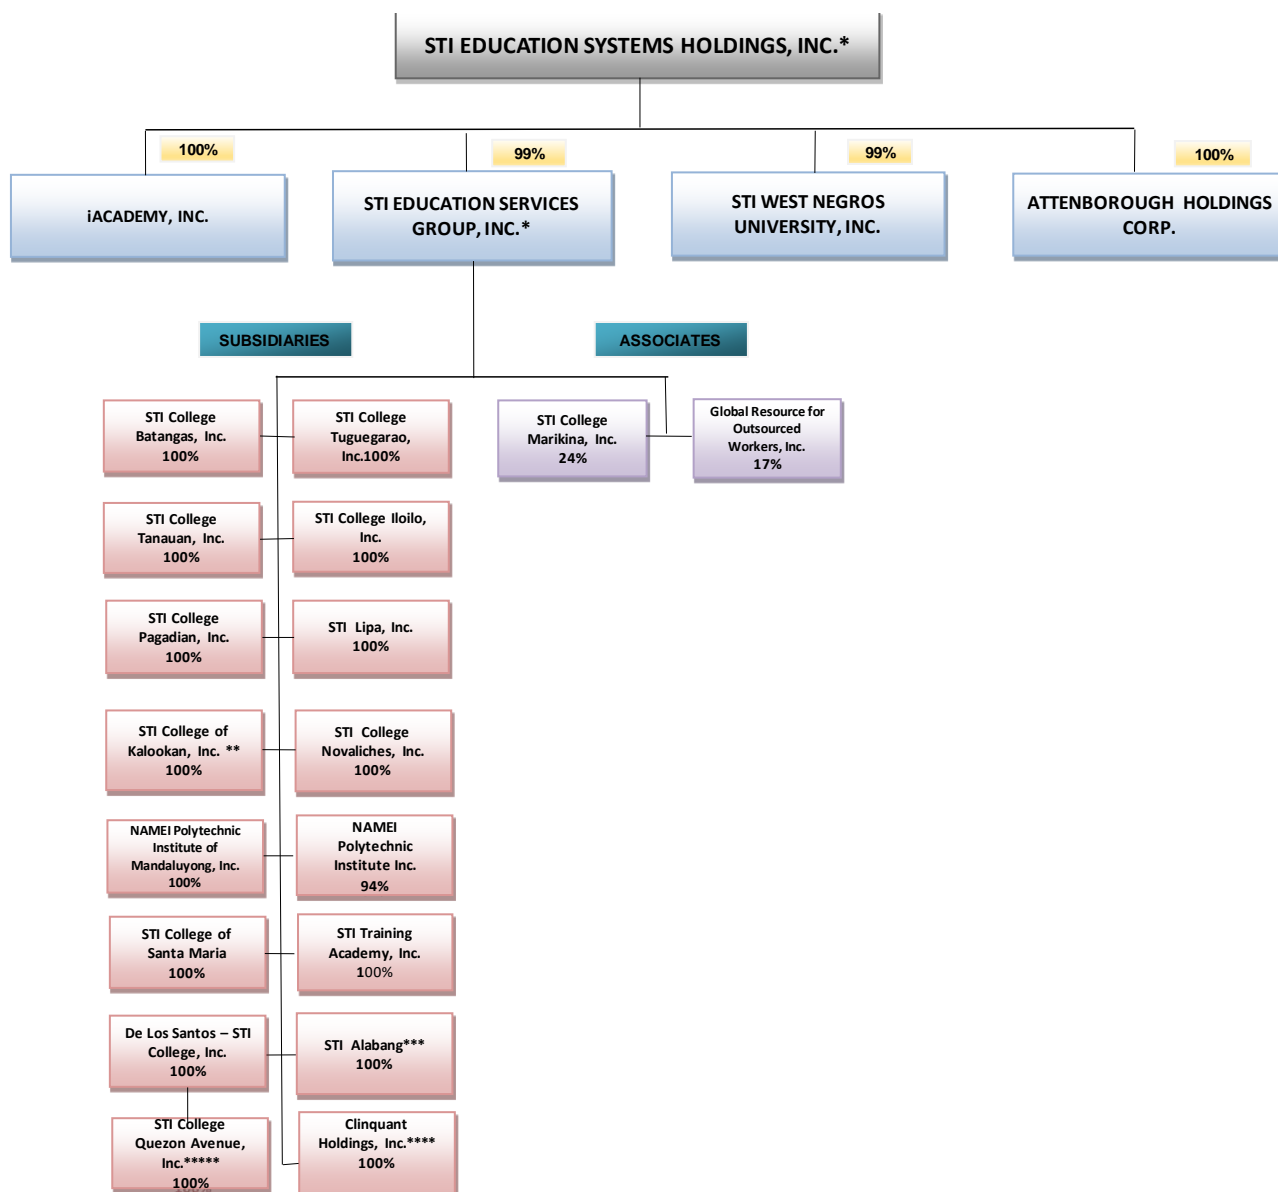 STI EDUCATION SYSTEMS HOLDINGS, INC.*
100%
99%
99%
100%
iACADEMY, INC.
STI EDUCATION SERVICES
GROUP, INC.*
STI WEST NEGROS
UNIVERSITY, INC.
ATTENBOROUGH HOLDINGS
CORP.
SUBSIDIARIES
ASSOCIATES
STI College
Batangas, Inc.
100%
STI College
Tuguegarao,
Inc.100%
STI College
Marikina, Inc.
24%
Global Resource for
Outsourced
Workers, Inc.
17%
STI College
Tanauan, Inc.
100%
STI College Iloilo,
Inc.
100%
STI College
Pagadian, Inc.
100%
STI Lipa, Inc.
100%
STI College of
Kalookan, Inc. **
100%
STI College
Novaliches, Inc.
100%
NAMEI Polytechnic
Institute of
Mandaluyong, Inc.
100%
NAMEI
Polytechnic
Institute Inc.
94%
STI College of
Santa Maria
100%
STI Training
Academy, Inc.
100%
De Los Santos – STI
College, Inc.
100%
STI Alabang***
100%
STI College
Quezon Avenue,
Inc.*****
100%
Clinquant
Holdings, Inc.****
100%